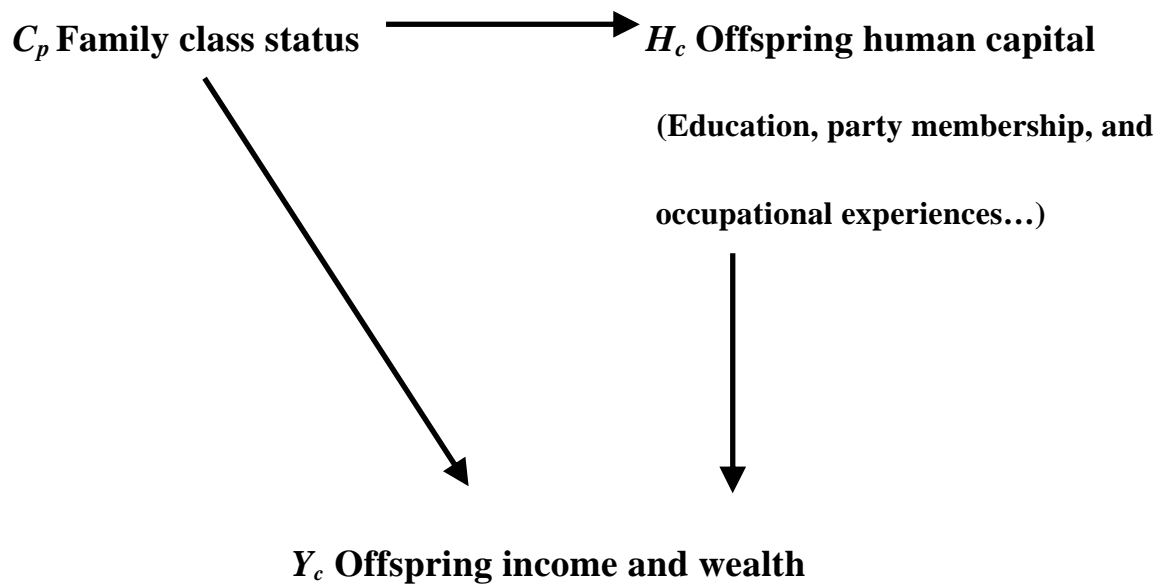 Cp Family class status
Hc Offspring human capital
(Education, party membership, and
occupational experiences…)
Yc Offspring income and wealth